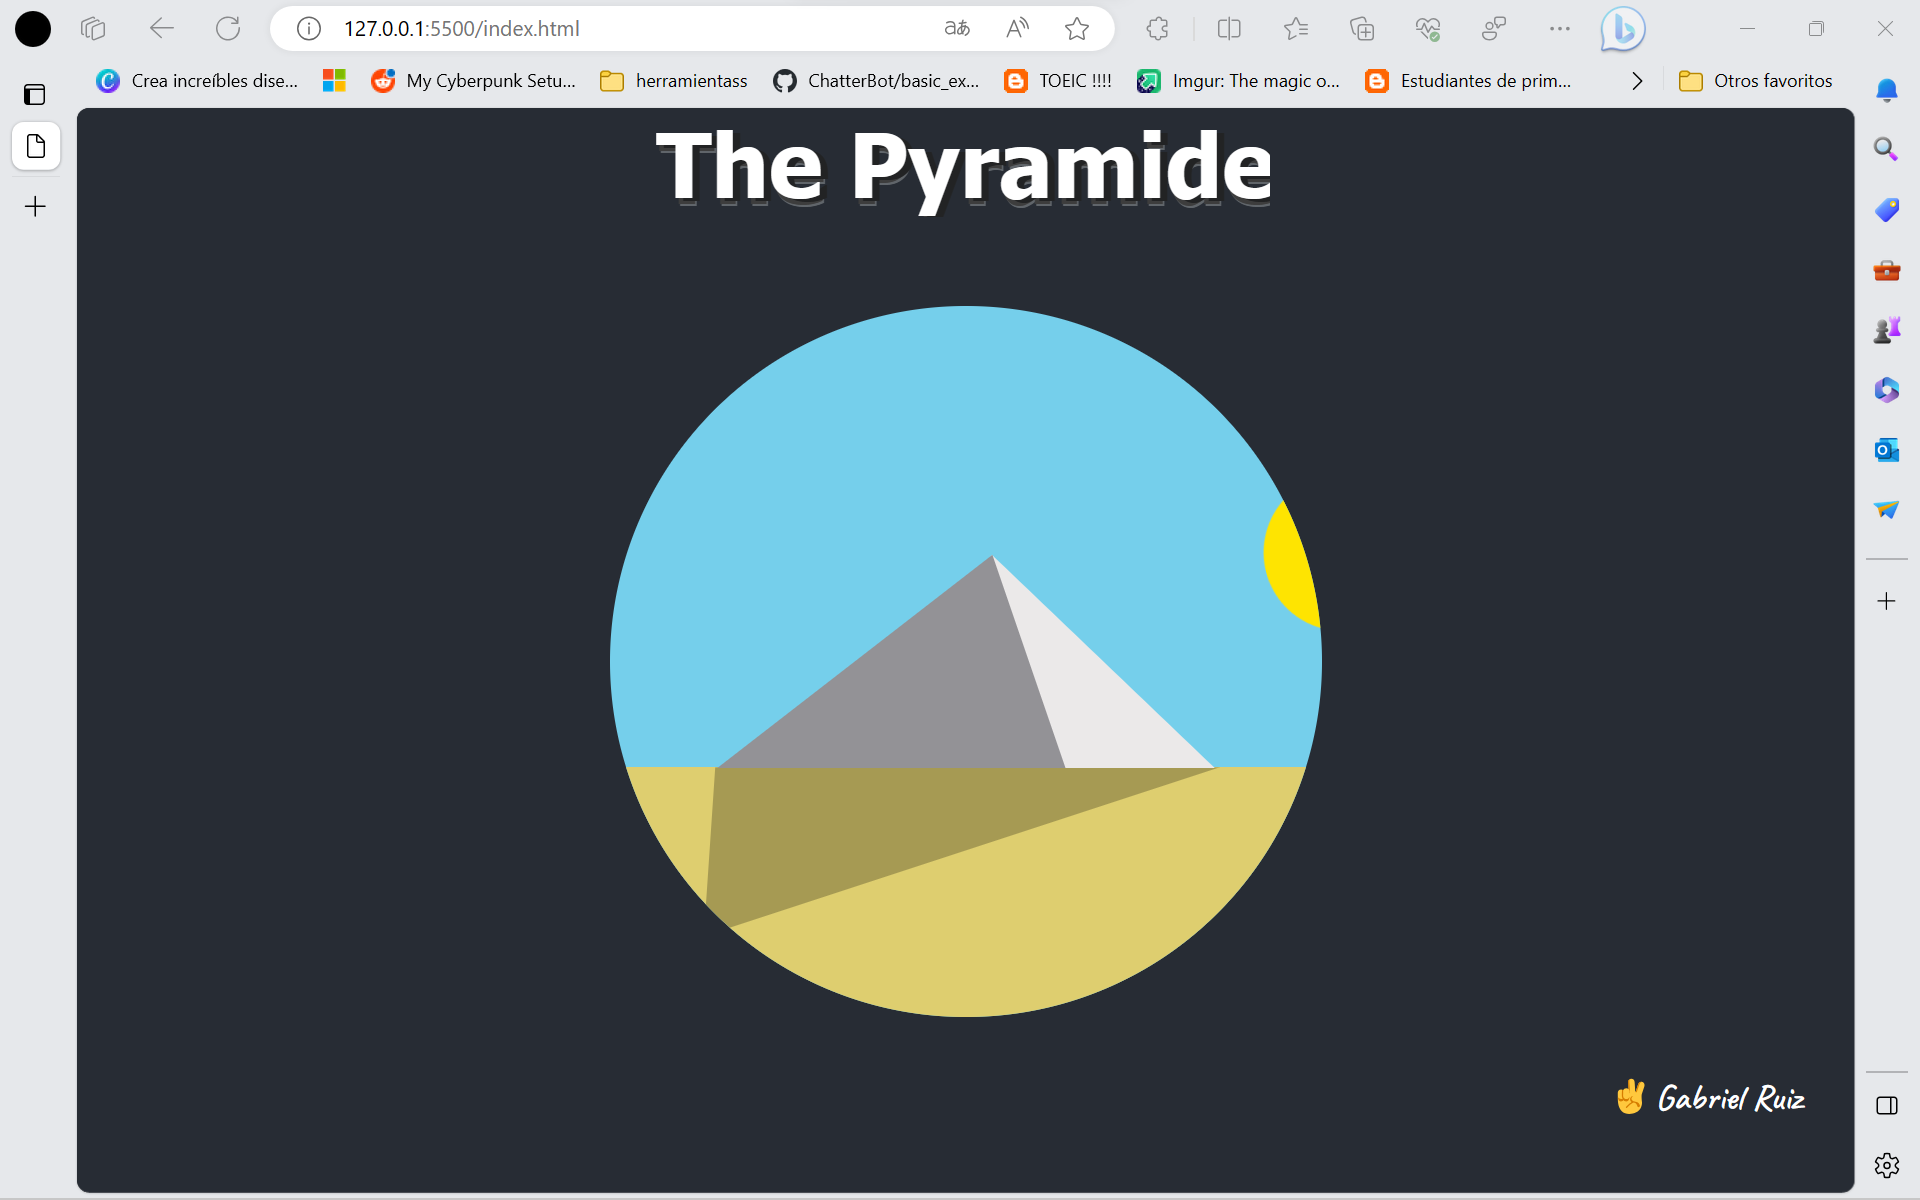 127.0.0.1:5500/index.html
Crea increíbles dise... My Cyberpunk Setu... herramientass ChatterBot/basic_ex... TOEIC !!!! Imgur: The magic o... Estudiantes de prim... Otros favoritos
The Pyramide
✌ Gabriel Ruiz